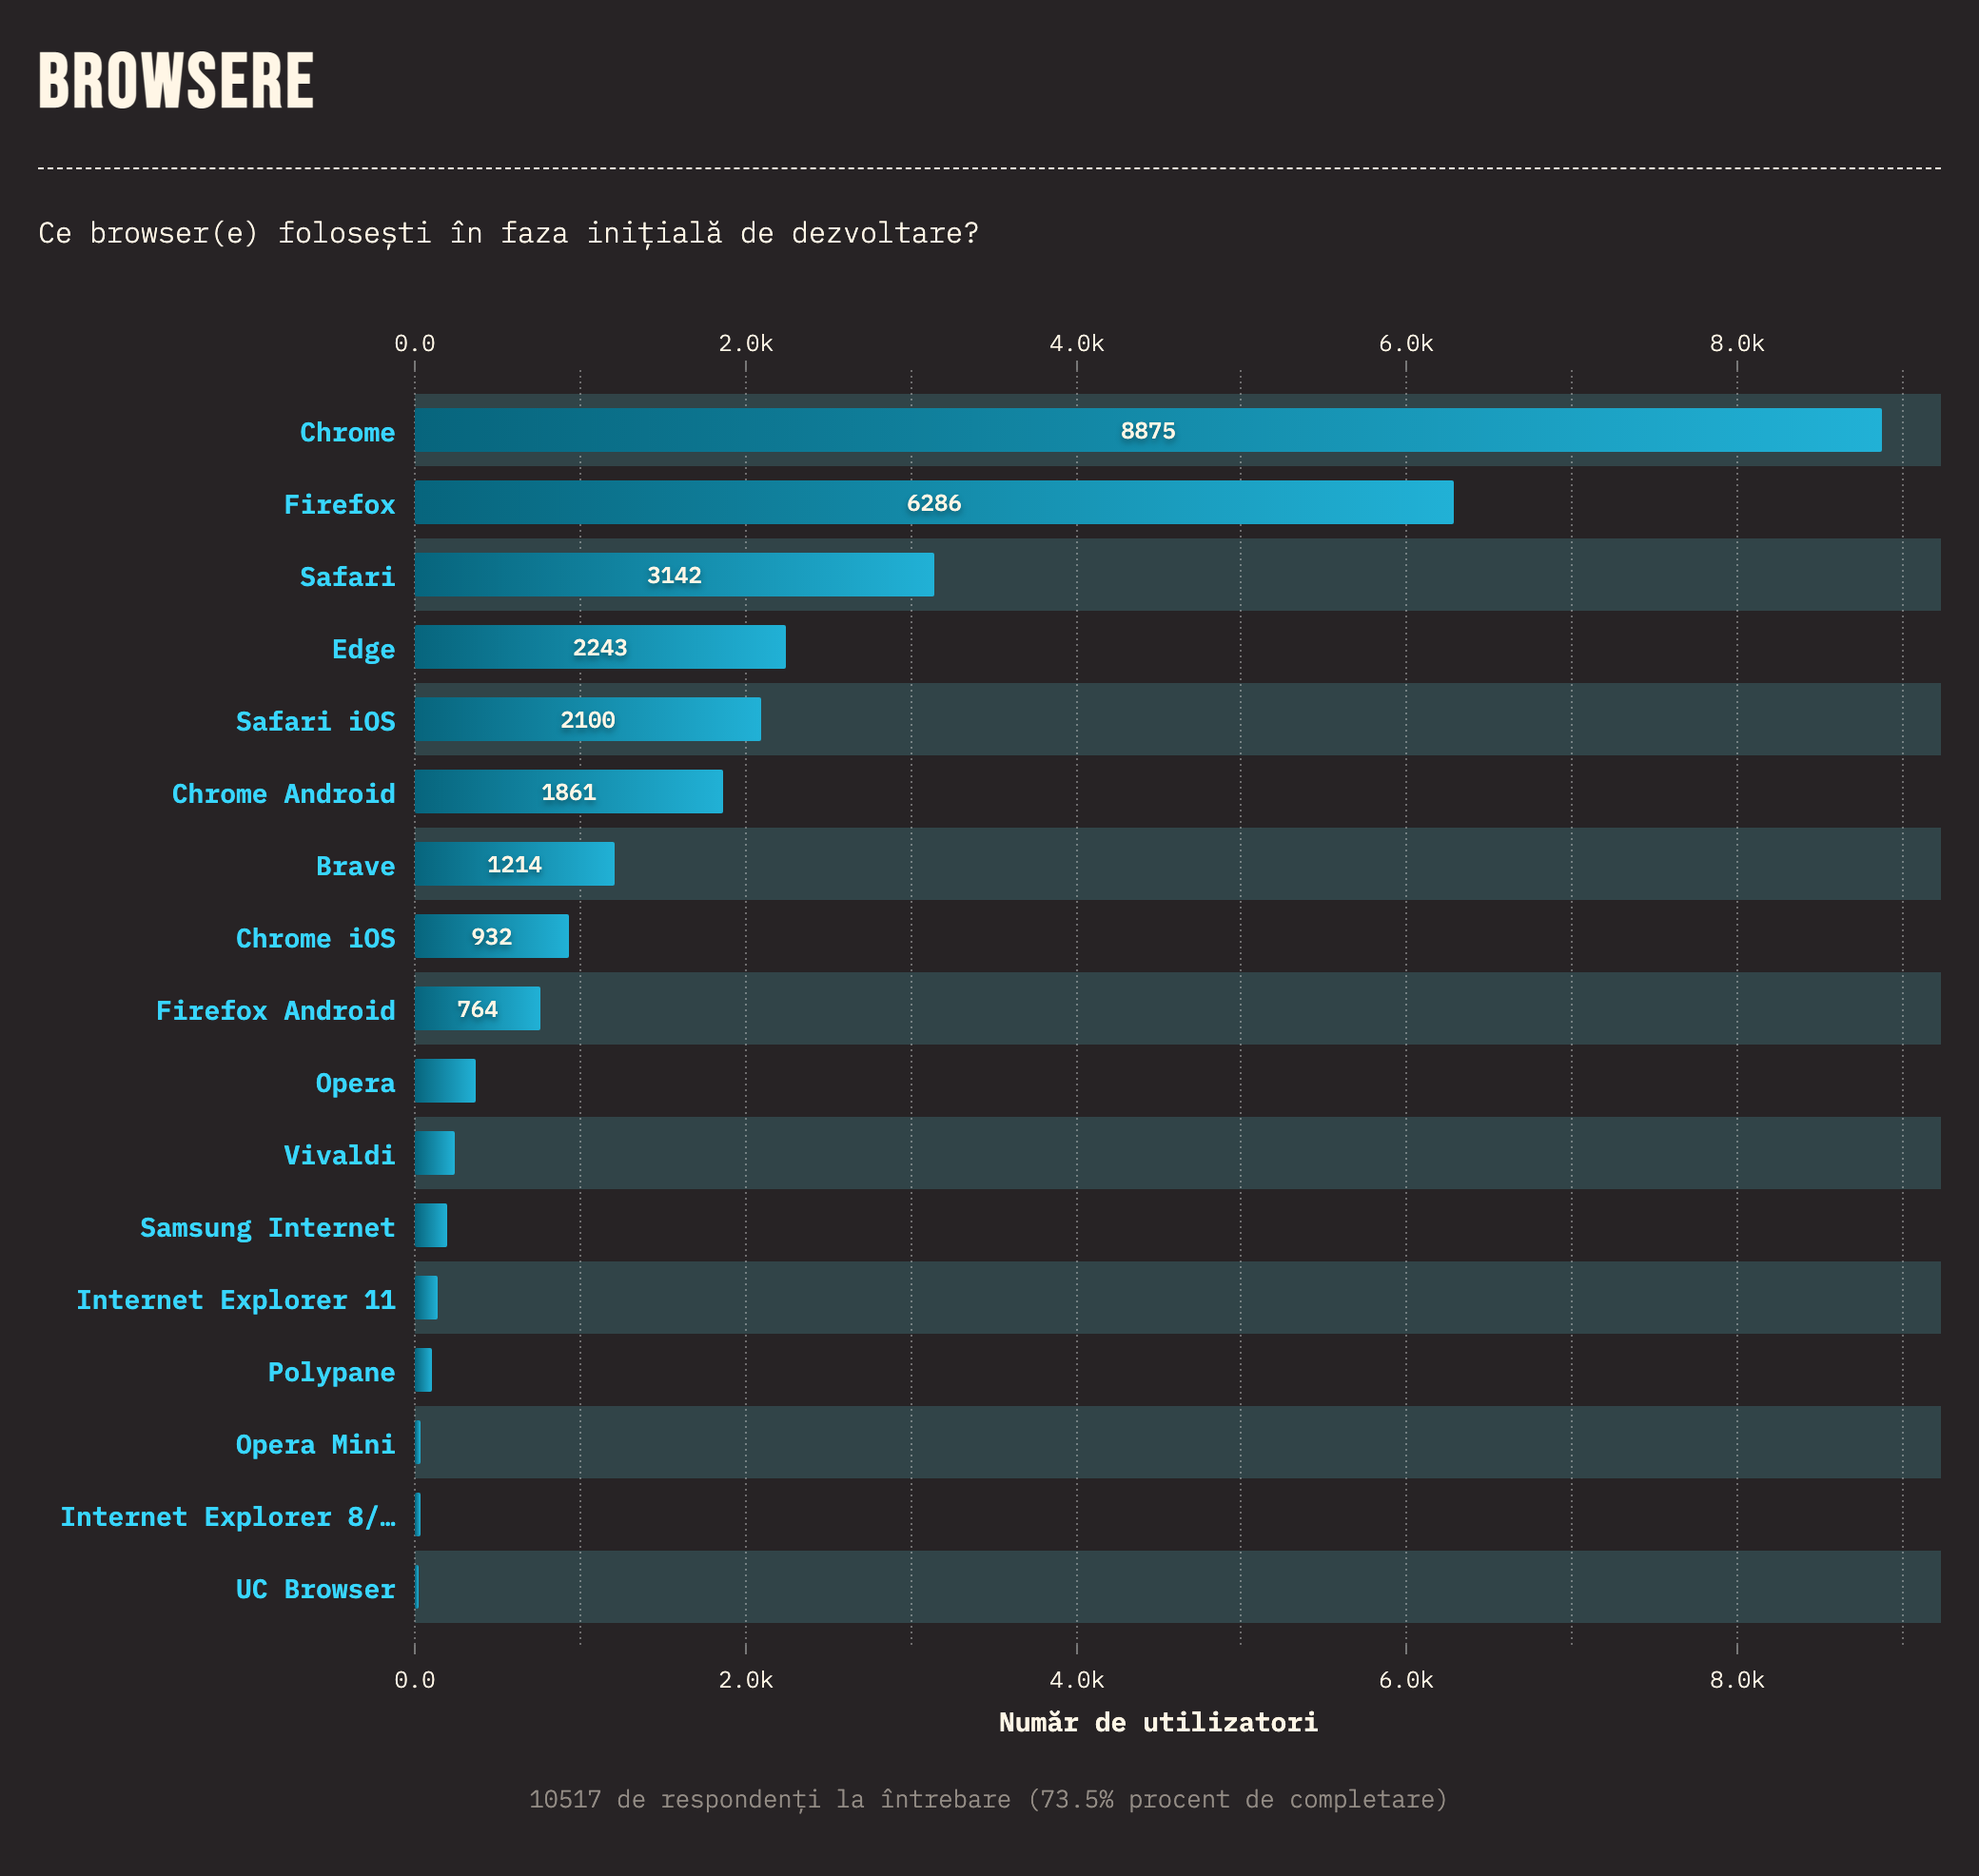 BROWSERE
Ce browser(e) folosești în faza inițială de dezvoltare?
0.0 2.0k 4.0k 6.0k 8.0k
Chrome 8875
Firefox 6286
Safari 3142
Edge 2243
Safari iOS 2100
Chrome Android 1861
Brave 1214
Chrome iOS 932
Firefox Android 764
Opera
Vivaldi
Samsung Internet
Internet Explorer 11
Polypane
Opera Mini
Internet Explorer 8/…
UC Browser
0.0 2.0k 4.0k 6.0k 8.0k
Număr de utilizatori
10517 de respondenți la întrebare (73.5% procent de completare)